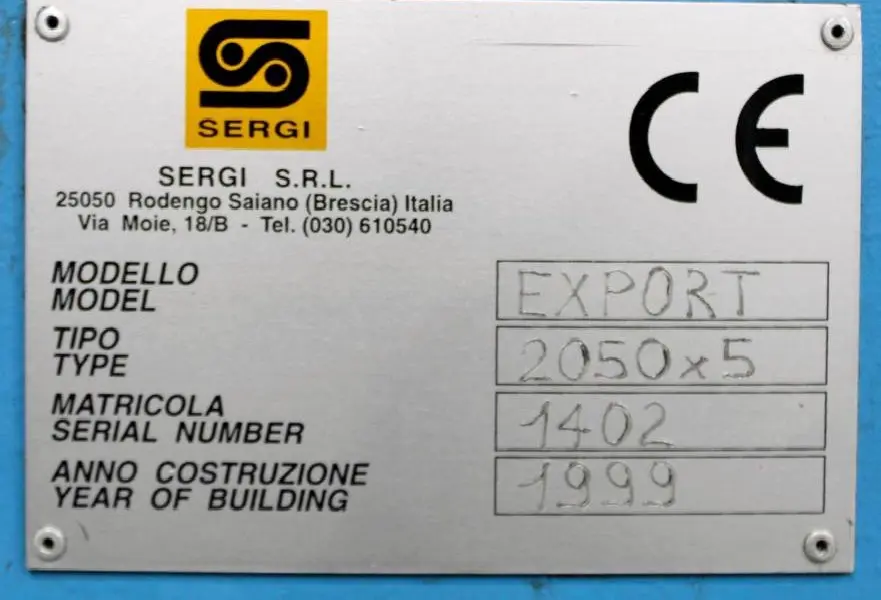 SERGI
CE
SERGI S.R.L.
25050 Rodengo Saiano (Brescia) Italia
Via Moie, 18/B - Tel. (030) 610540
MODELLO
MODEL
EXPORT
TIPO
TYPE
2050x5
MATRICOLA
SERIAL NUMBER
1402
ANNO COSTRUZIONE
YEAR OF BUILDING
1999